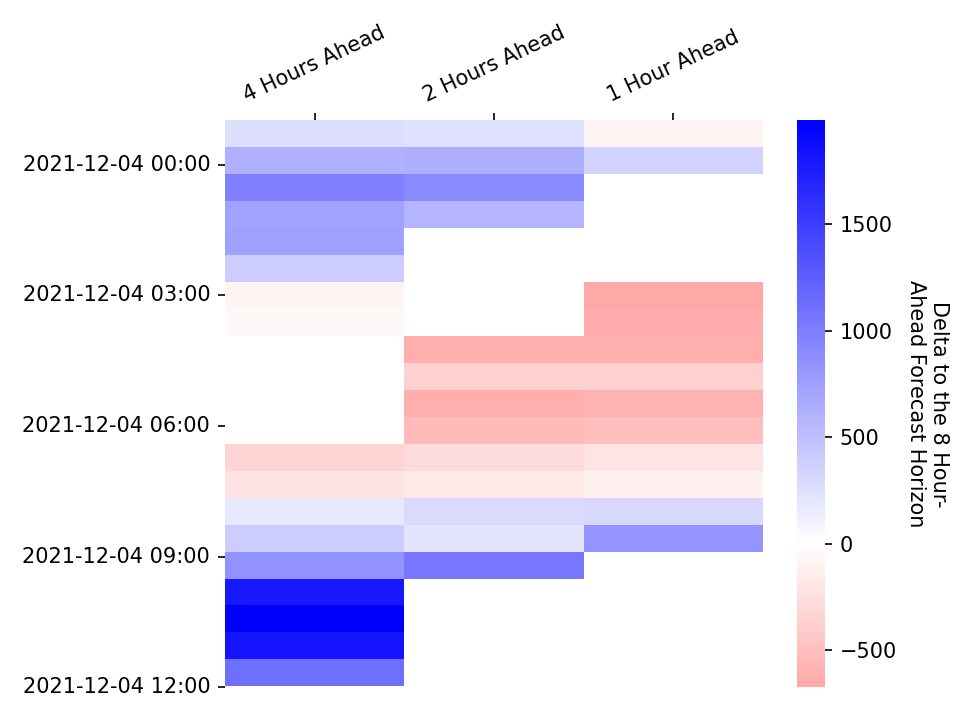 4 Hours Ahead
2 Hours Ahead
1 Hour Ahead
2021-12-04 00:00
2021-12-04 03:00
2021-12-04 06:00
2021-12-04 09:00
2021-12-04 12:00
1500
1000
500
0
−500
Delta to the 8 Hour-
Ahead Forecast Horizon